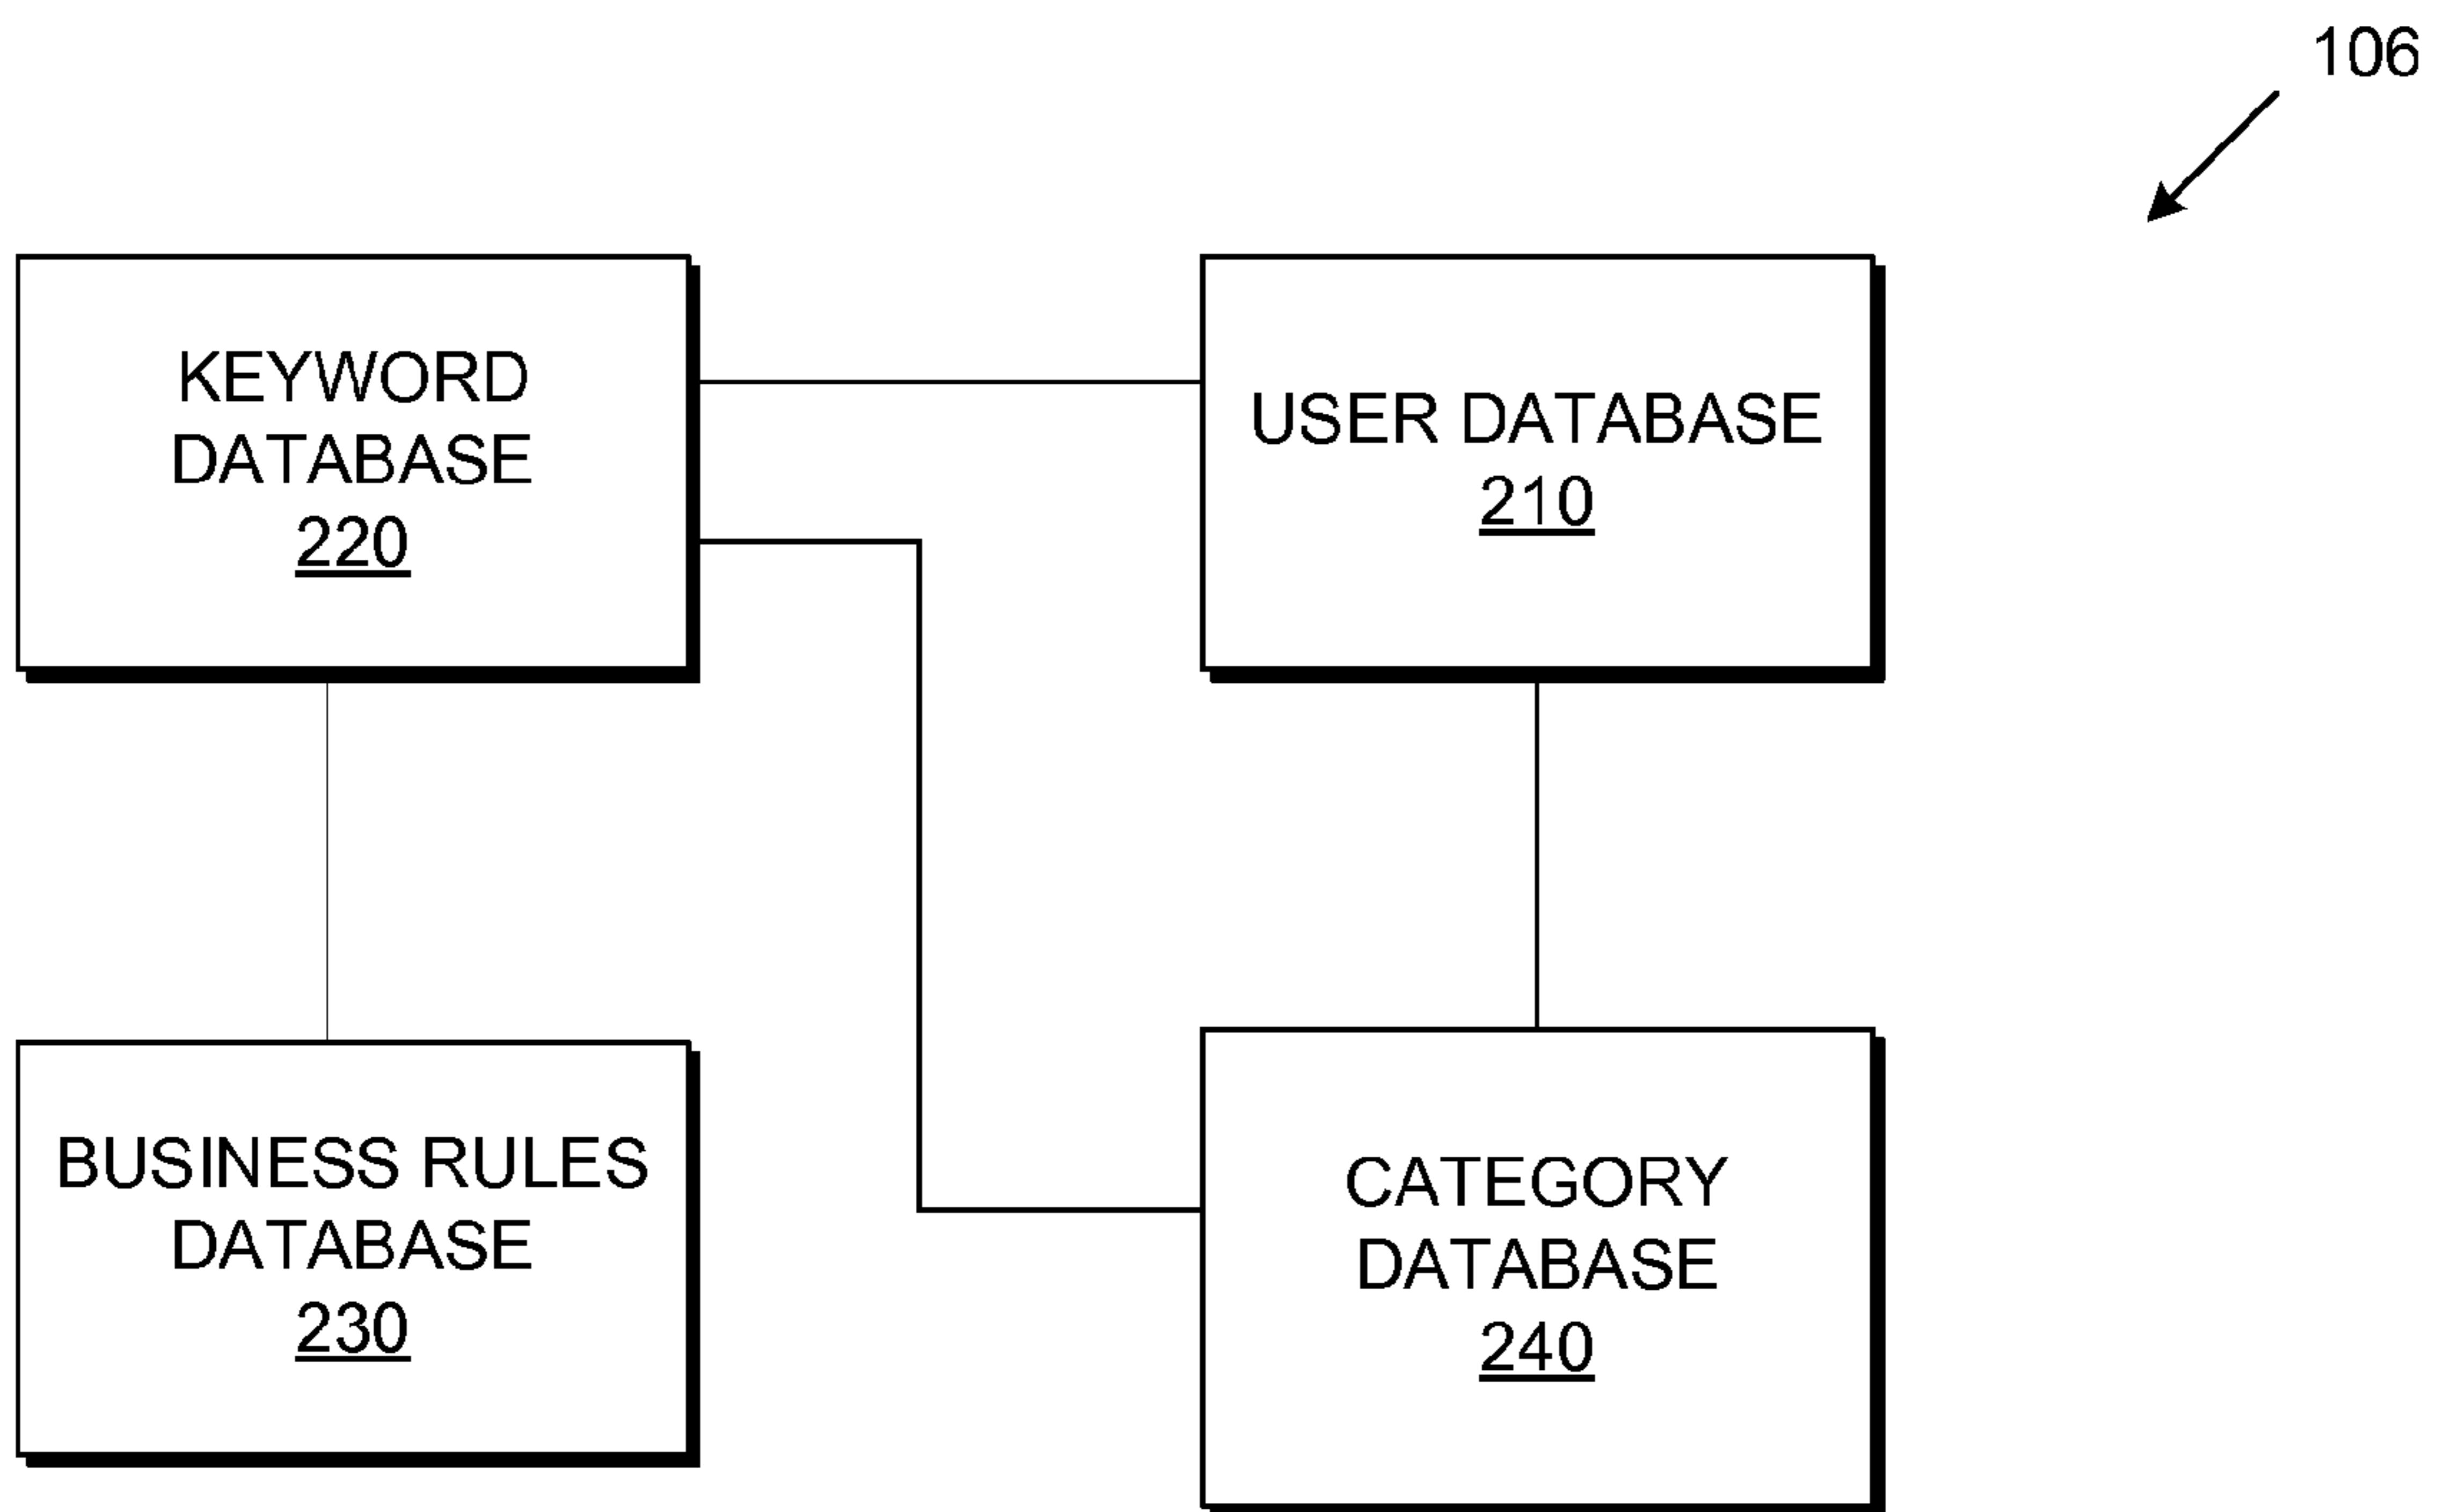 106
KEYWORD
DATABASE
220
USER DATABASE
210
BUSINESS RULES
DATABASE
230
CATEGORY
DATABASE
240